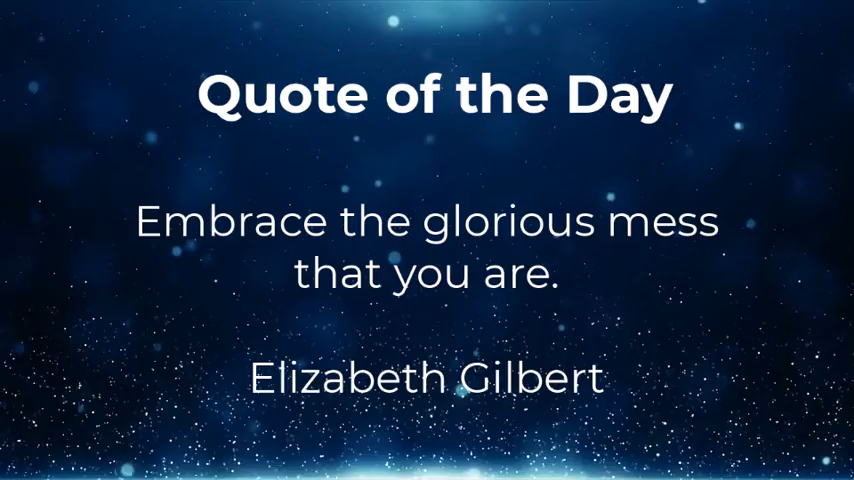 Quote of the Day
Embrace the glorious mess
that you are.
Elizabeth Gilbert